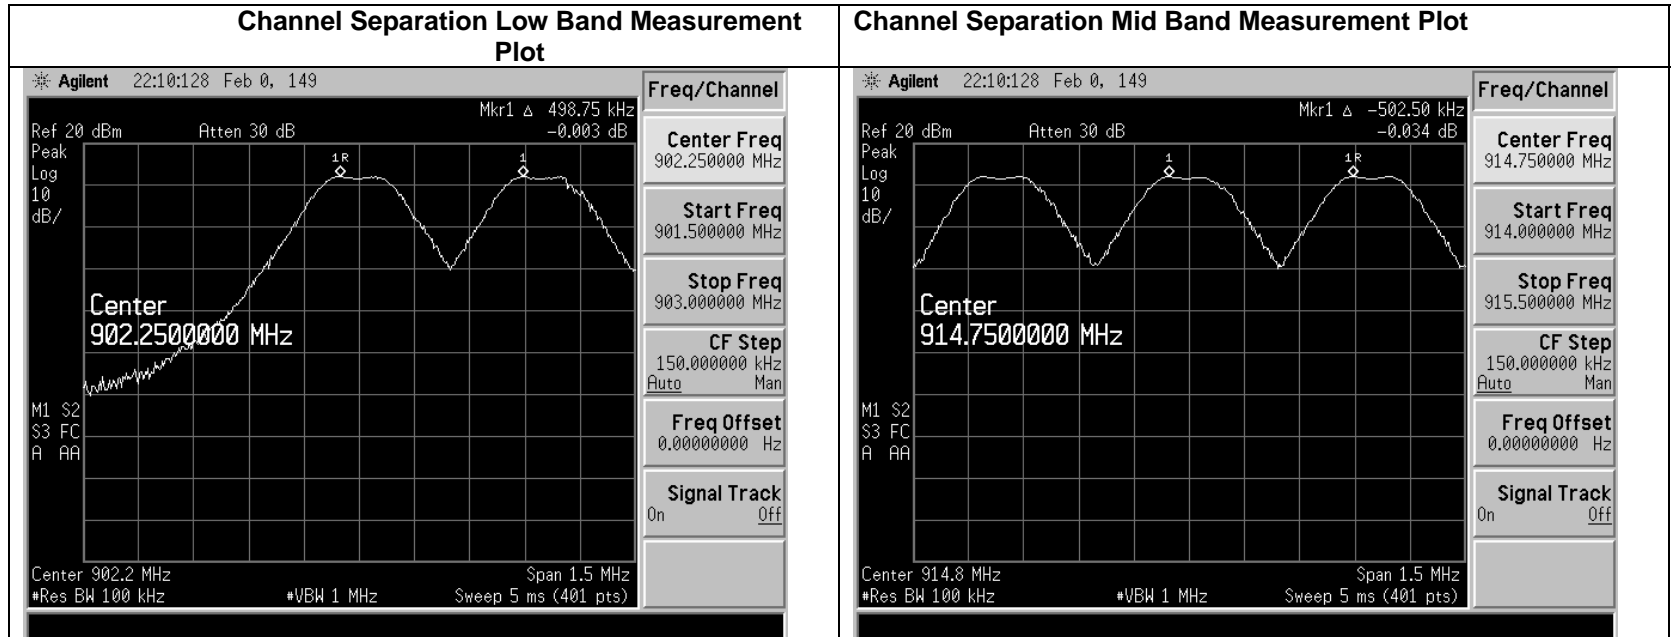 Channel Separation Low Band Measurement
Plot
Agilent 22:10:128 Feb 0, 149
Mkr1 Δ 498.75 kHz
Ref 20 dBm Atten 30 dB -0.003 dB
Peak
Log
10
dB/
1R
1
Center
902.2500000 MHz
M1 S2
S3 FC
A AA
Center 902.2 MHz Span 1.5 MHz
#Res BW 100 kHz #VBW 1 MHz Sweep 5 ms (401 pts)
Freq/Channel
Center Freq
902.250000 MHz
Start Freq
901.500000 MHz
Stop Freq
903.000000 MHz
CF Step
150.000000 kHz
Auto Man
Freq Offset
0.00000000 Hz
Signal Track
On Off
Channel Separation Mid Band Measurement Plot
Agilent 22:10:128 Feb 0, 149
Mkr1 Δ -502.50 kHz
Ref 20 dBm Atten 30 dB -0.034 dB
Peak
Log
10
dB/
1
1R
Center
914.7500000 MHz
M1 S2
S3 FC
A AA
Center 914.8 MHz Span 1.5 MHz
#Res BW 100 kHz #VBW 1 MHz Sweep 5 ms (401 pts)
Freq/Channel
Center Freq
914.750000 MHz
Start Freq
914.000000 MHz
Stop Freq
915.500000 MHz
CF Step
150.000000 kHz
Auto Man
Freq Offset
0.00000000 Hz
Signal Track
On Off